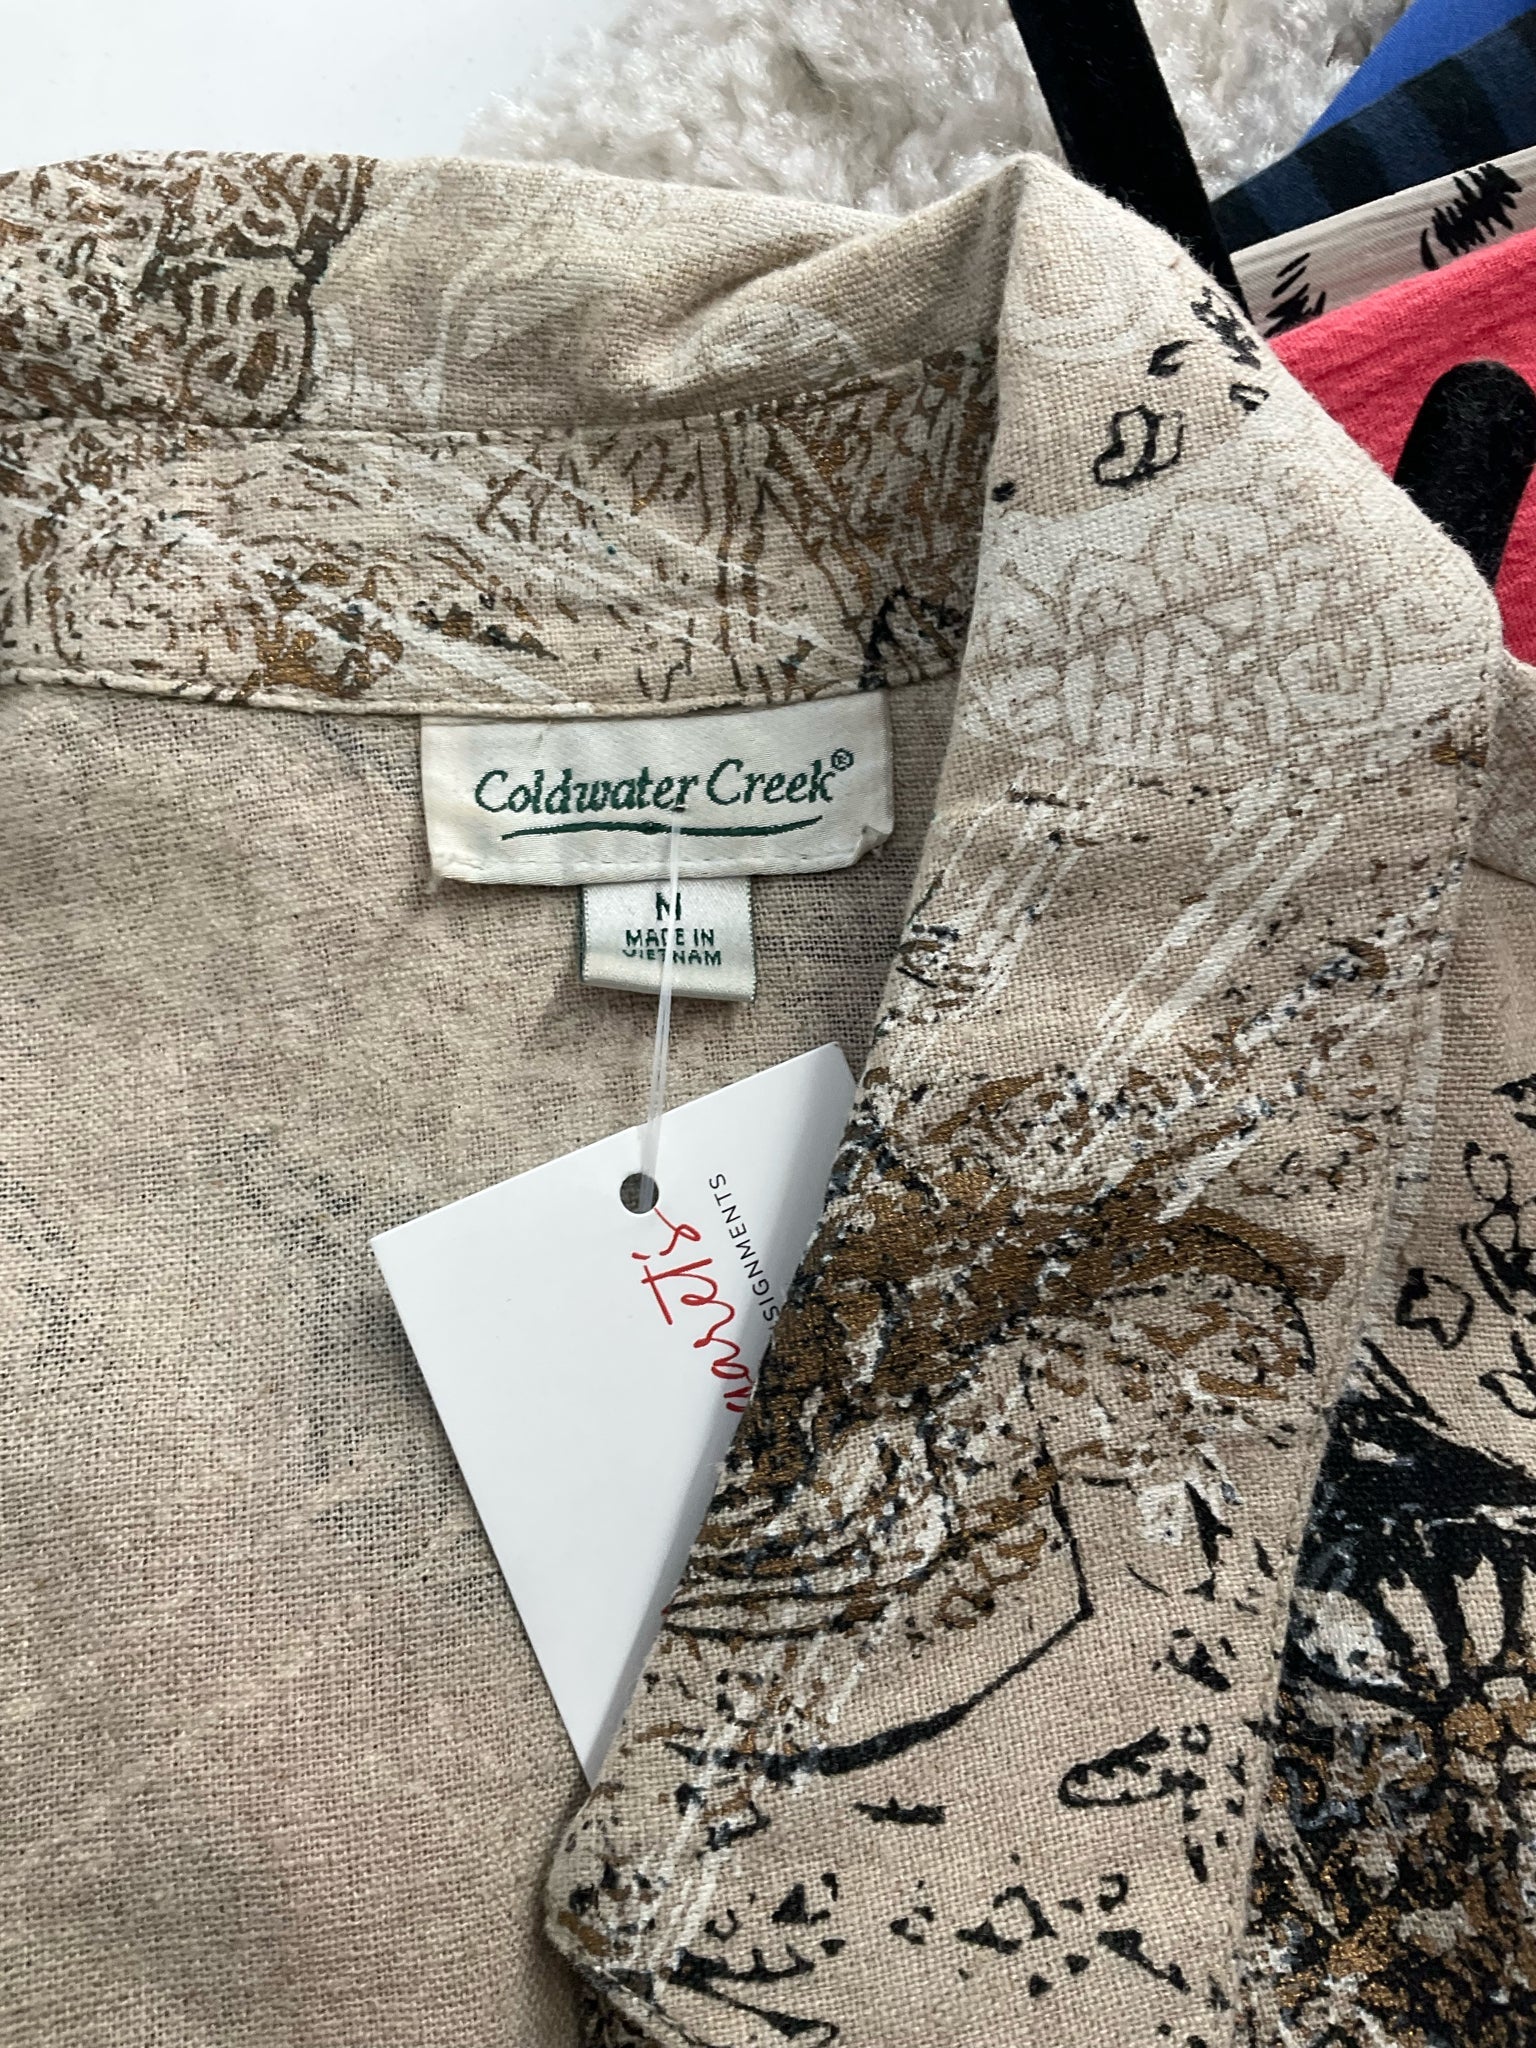 Coldwater Creek®
M
MADE IN
VIETNAM
SIGNMENTS